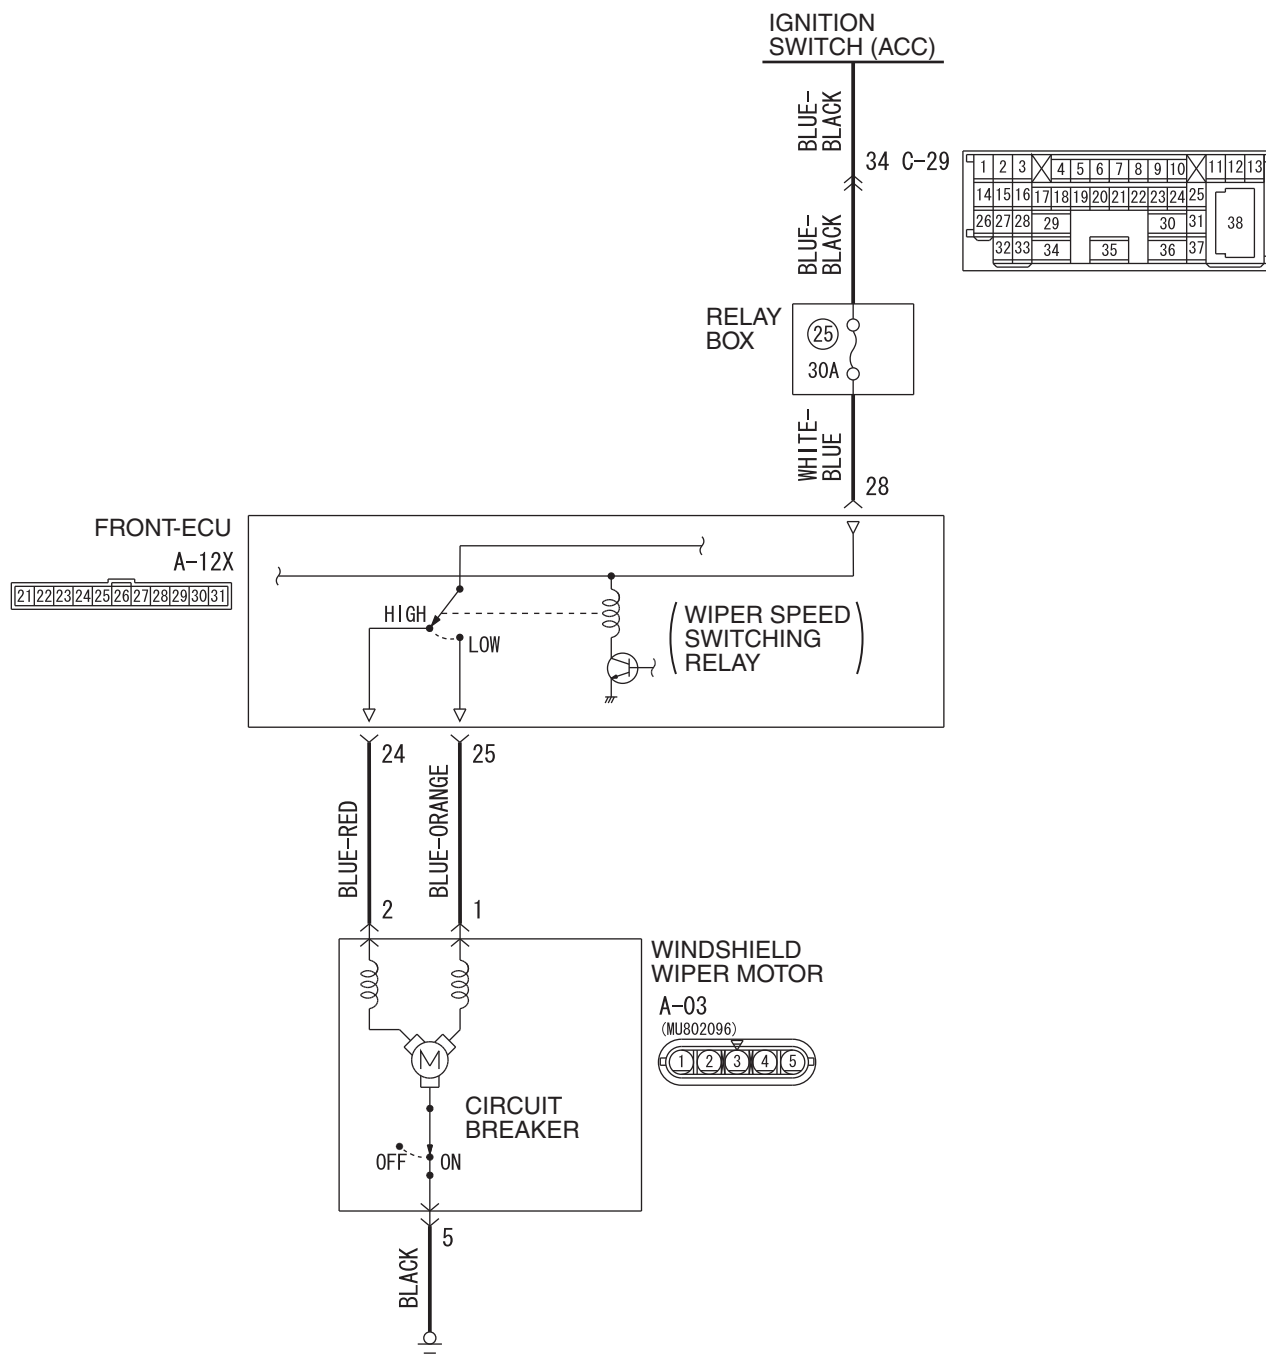 IGNITION
SWITCH (ACC)
BLUE-
BLACK
34 C-29
1 2 3 4 5 6 7 8 9 10 11 12 13
14 15 16 17 18 19 20 21 22 23 24 25
26 27 28 29 30 31 38
32 33 34 35 36 37
BLUE-
BLACK
RELAY
BOX
25
30A
WHITE-
BLUE
28
FRONT-ECU
A-12X
21 22 23 24 25 26 27 28 29 30 31
HIGH
LOW
WIPER SPEED
SWITCHING
RELAY
24
25
BLUE-RED
BLUE-ORANGE
2
1
WINDSHIELD
WIPER MOTOR
A-03
(MU802096)
1 2 3 4 5
M
CIRCUIT
BREAKER
OFF
ON
5
BLACK